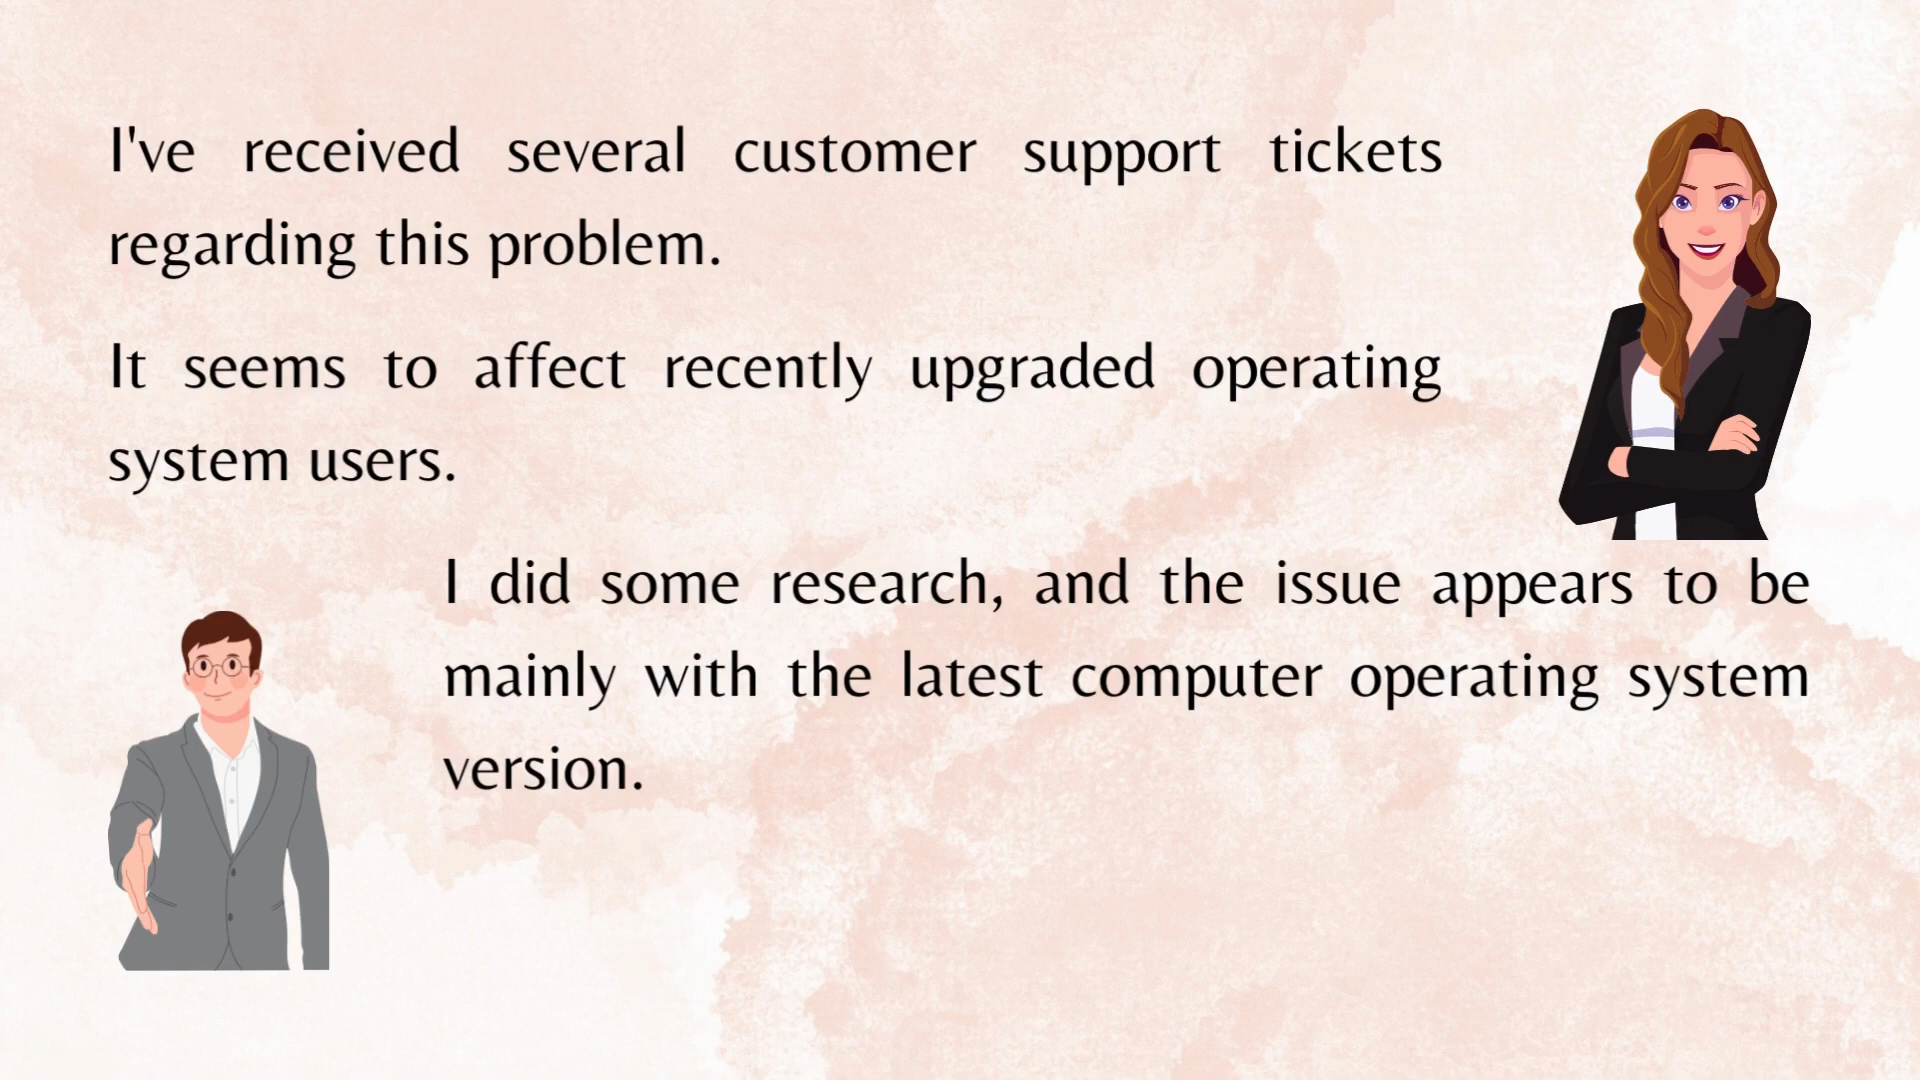 I've received several customer support tickets
regarding this problem.
It seems to affect recently upgraded operating
system users.
I did some research, and the issue appears to be
mainly with the latest computer operating system
version.